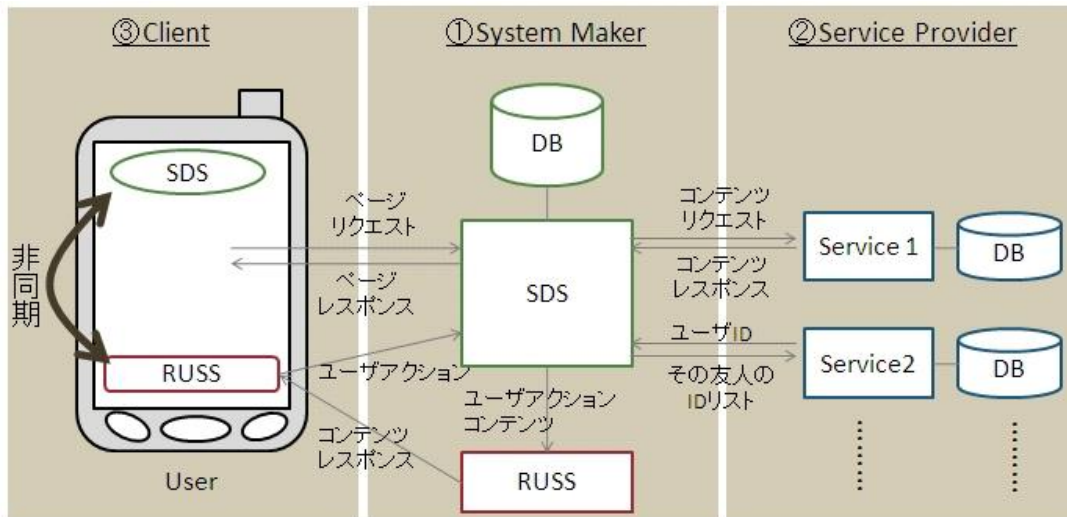 ③Client
SDS
非同期
RUSS
User
ページ
リクエスト
ページ
レスポンス
ユーザアクション
コンテンツ
レスポンス
①System Maker
DB
SDS
ユーザアクション
コンテンツ
RUSS
②Service Provider
コンテンツ
リクエスト
コンテンツ
レスポンス
Service 1
DB
ユーザID
その友人の
IDリスト
Service2
DB